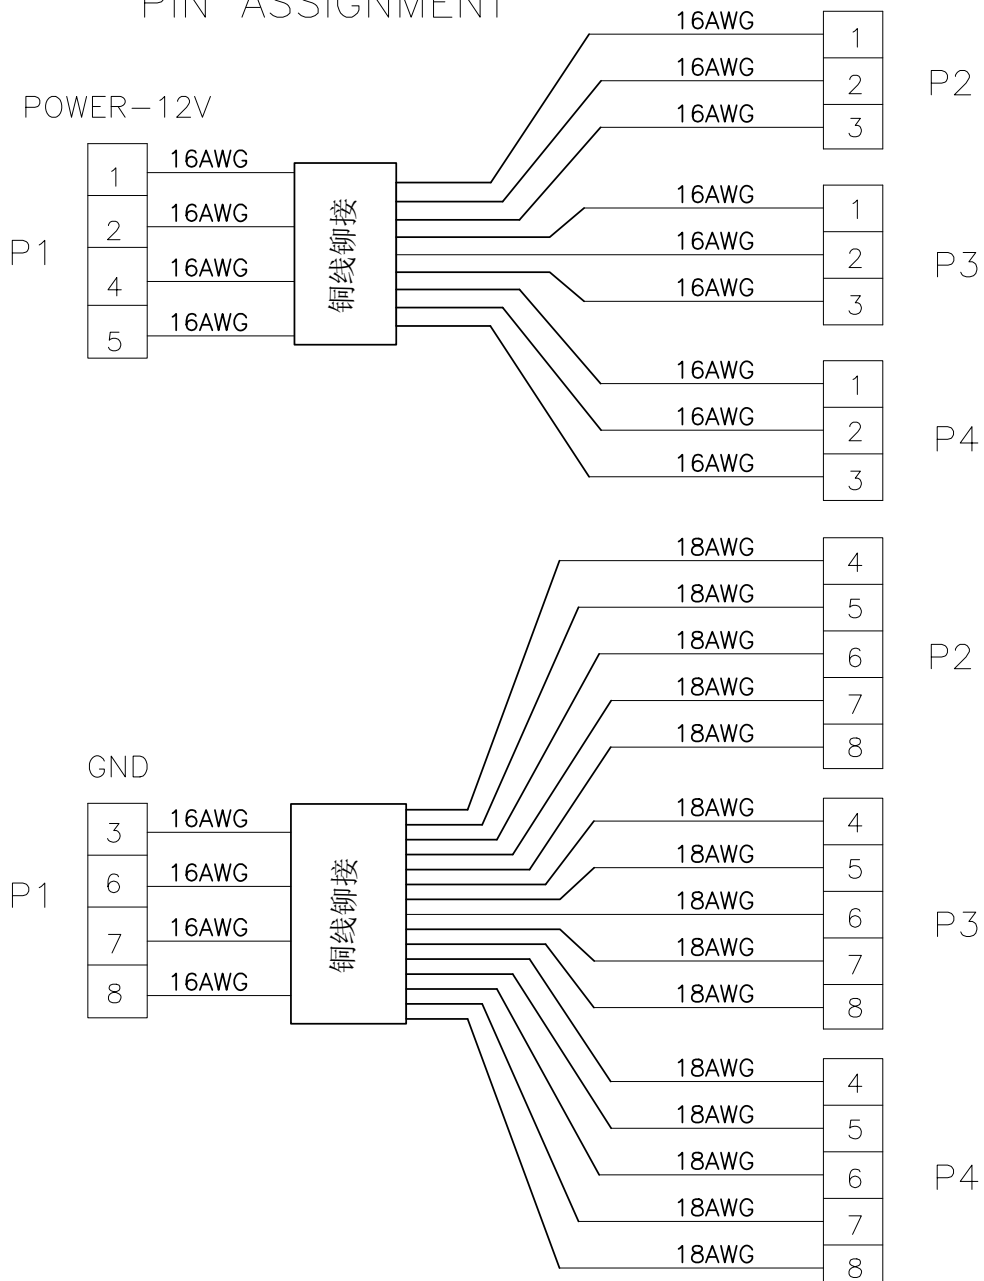 PIN ASSIGNMENT
POWER-12V
P1
1 16AWG
2 16AWG
4 16AWG
5 16AWG
铜线铆接
16AWG 1
16AWG 2
16AWG 3
P2
16AWG 1
16AWG 2
16AWG 3
P3
16AWG 1
16AWG 2
16AWG 3
P4
GND
P1
3 16AWG
6 16AWG
7 16AWG
8 16AWG
铜线铆接
18AWG 4
18AWG 5
18AWG 6
18AWG 7
18AWG 8
P2
18AWG 4
18AWG 5
18AWG 6
18AWG 7
18AWG 8
P3
18AWG 4
18AWG 5
18AWG 6
18AWG 7
18AWG 8
P4